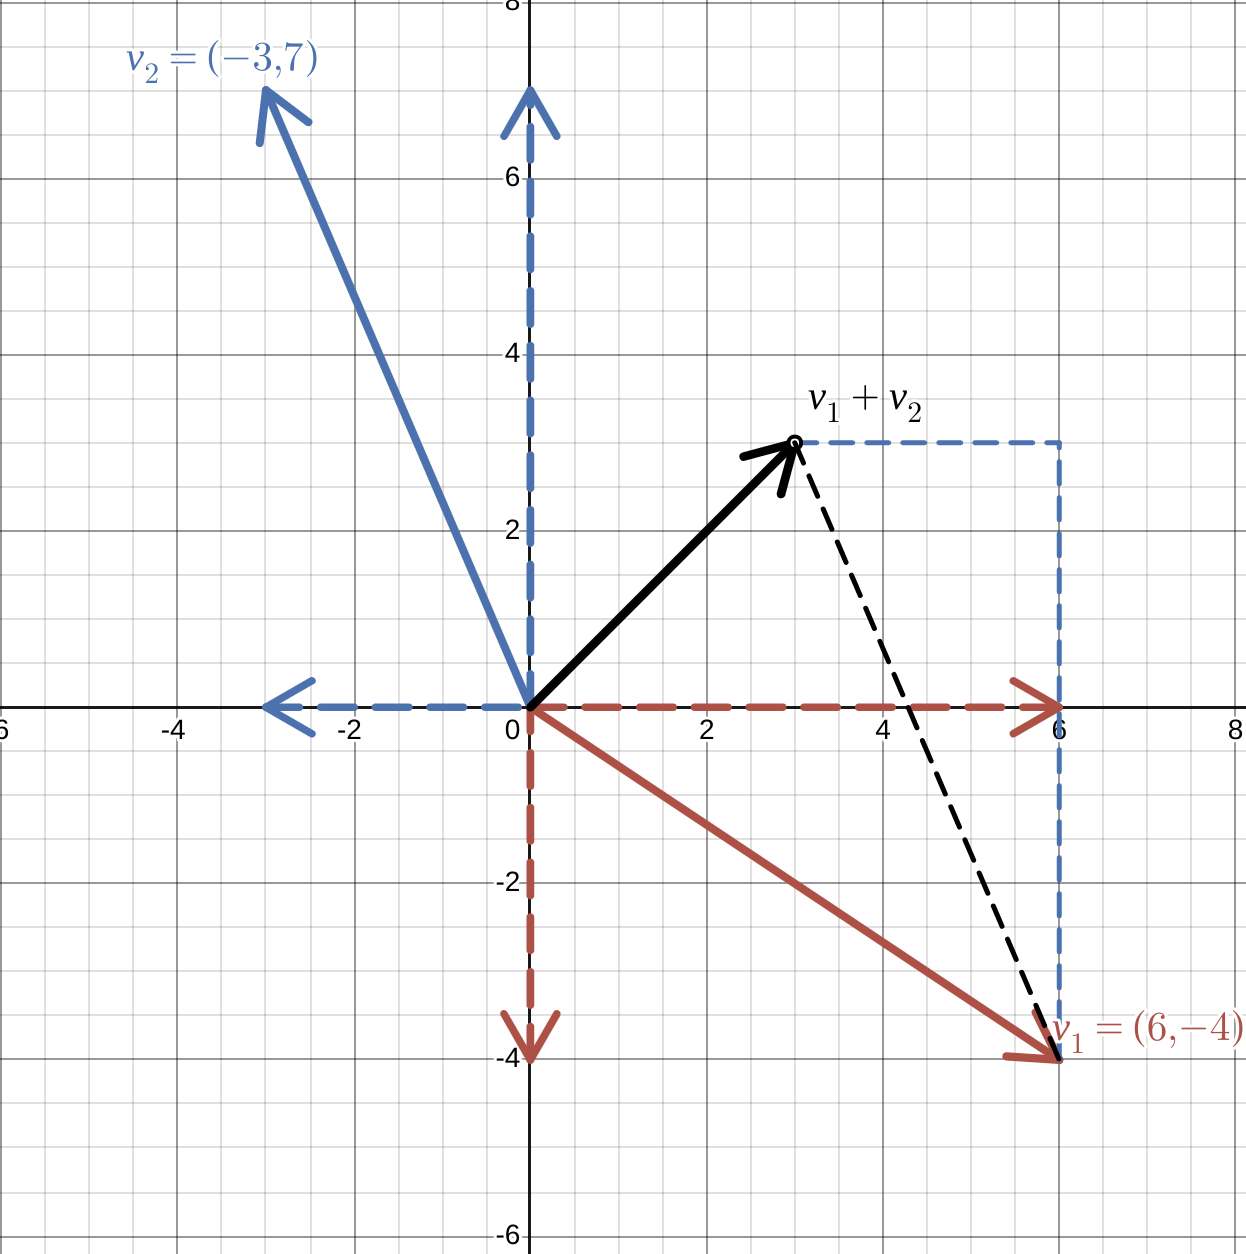 8
v₂ = (−3,7)
6
4
v₁ + v₂
2
6 -4 -2 0 2 4 6 8
-2
v₁ = (6,−4)
-4
-6